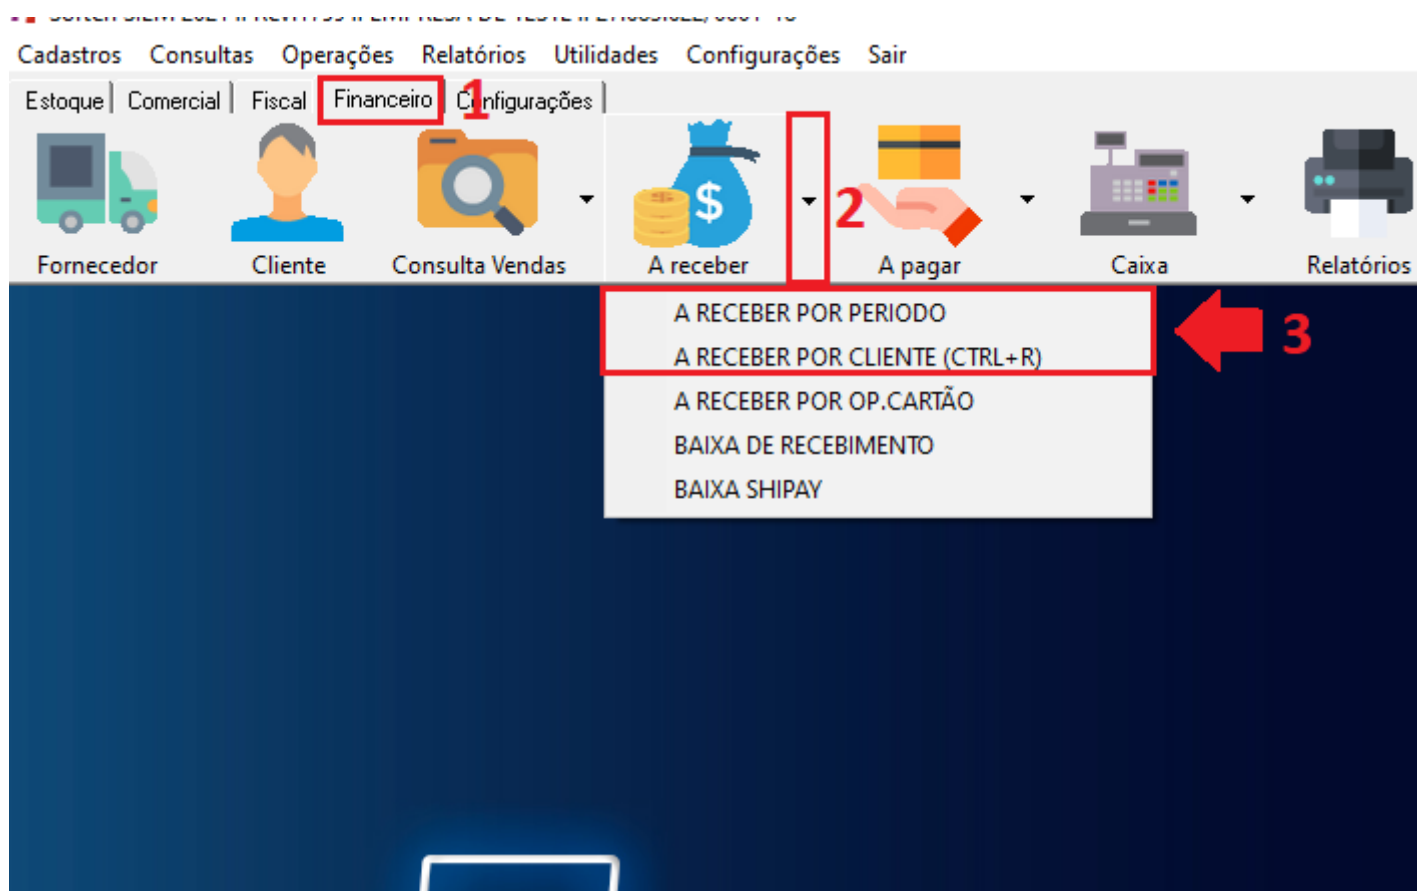 Cadastros Consultas Operações Relatórios Utilidades Configurações Sair
Estoque Comercial Fiscal Financeiro 1 Configurações
2
Fornecedor Cliente Consulta Vendas A receber A pagar Caixa Relatórios
A RECEBER POR PERIODO
3
A RECEBER POR CLIENTE (CTRL+R)
A RECEBER POR OP.CARTÃO
BAIXA DE RECEBIMENTO
BAIXA SHIPAY